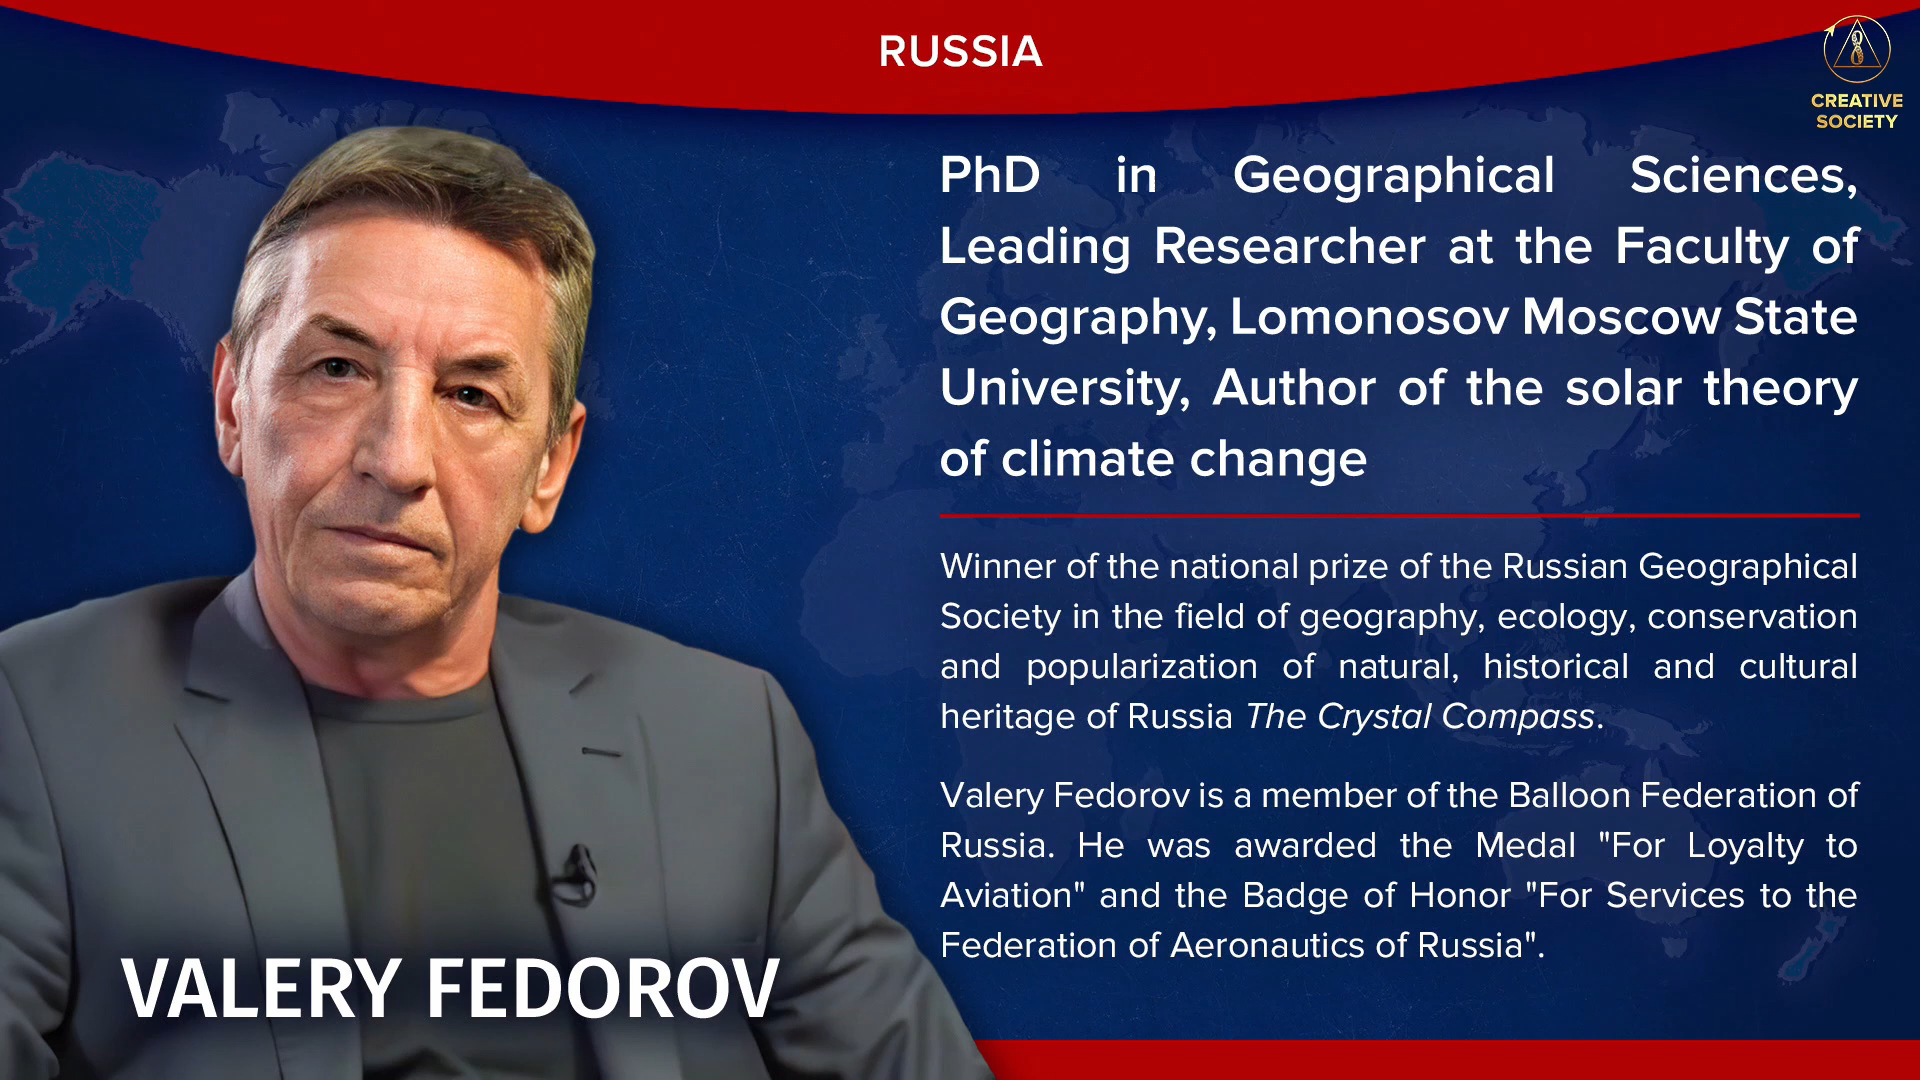 RUSSIA
CREATIVE
SOCIETY
PhD in Geographical Sciences,
Leading Researcher at the Faculty of
Geography, Lomonosov Moscow State
University, Author of the solar theory
of climate change
Winner of the national prize of the Russian Geographical
Society in the field of geography, ecology, conservation
and popularization of natural, historical and cultural
heritage of Russia The Crystal Compass.
Valery Fedorov is a member of the Balloon Federation of
Russia. He was awarded the Medal "For Loyalty to
Aviation" and the Badge of Honor "For Services to the
Federation of Aeronautics of Russia".
VALERY FEDOROV